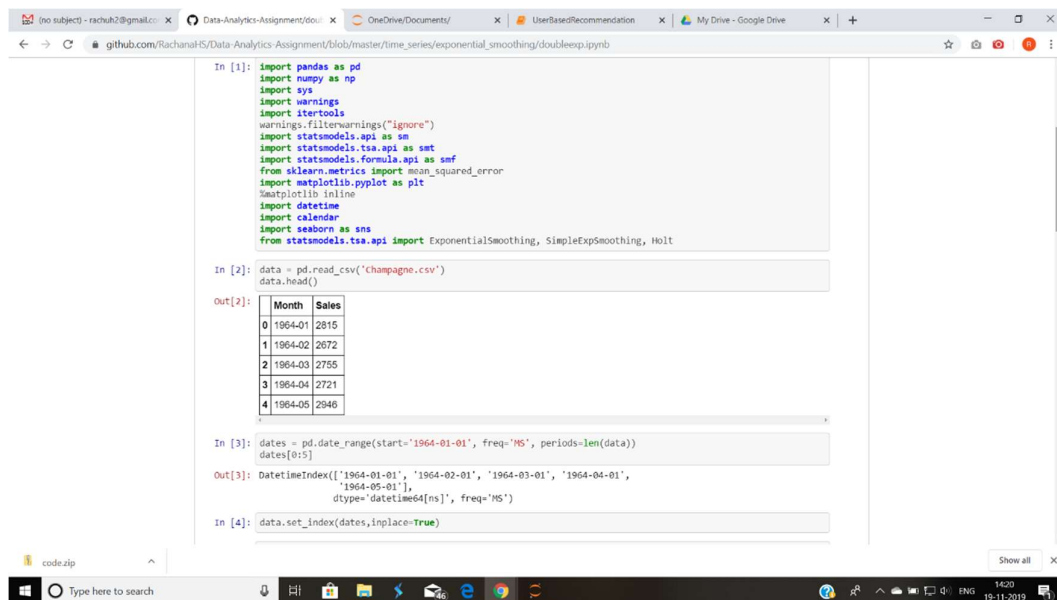 (no subject) - rachuh2@gmail.co
Data-Analytics-Assignment/doub
OneDrive/Documents/
UserBasedRecommendation
My Drive - Google Drive
github.com/RachanaHS/Data-Analytics-Assignment/blob/master/time_series/exponential_smoothing/doubleexp.ipynb
R
In [1]: import pandas as pd
import numpy as np
import sys
import warnings
import itertools
warnings.filterwarnings("ignore")
import statsmodels.api as sm
import statsmodels.tsa.api as smt
import statsmodels.formula.api as smf
from sklearn.metrics import mean_squared_error
import matplotlib.pyplot as plt
%matplotlib inline
import datetime
import calendar
import seaborn as sns
from statsmodels.tsa.api import ExponentialSmoothing, SimpleExpSmoothing, Holt
In [2]: data = pd.read_csv('Champagne.csv')
data.head()
Out[2]:
Month Sales
0 1964-01 2815
1 1964-02 2672
2 1964-03 2755
3 1964-04 2721
4 1964-05 2946
In [3]: dates = pd.date_range(start='1964-01-01', freq='MS', periods=len(data))
dates[0:5]
Out[3]: DatetimeIndex(['1964-01-01', '1964-02-01', '1964-03-01', '1964-04-01',
'1964-05-01'],
dtype='datetime64[ns]', freq='MS')
In [4]: data.set_index(dates,inplace=True)
code.zip
Show all
Type here to search
46
ENG
14:20
19-11-2019